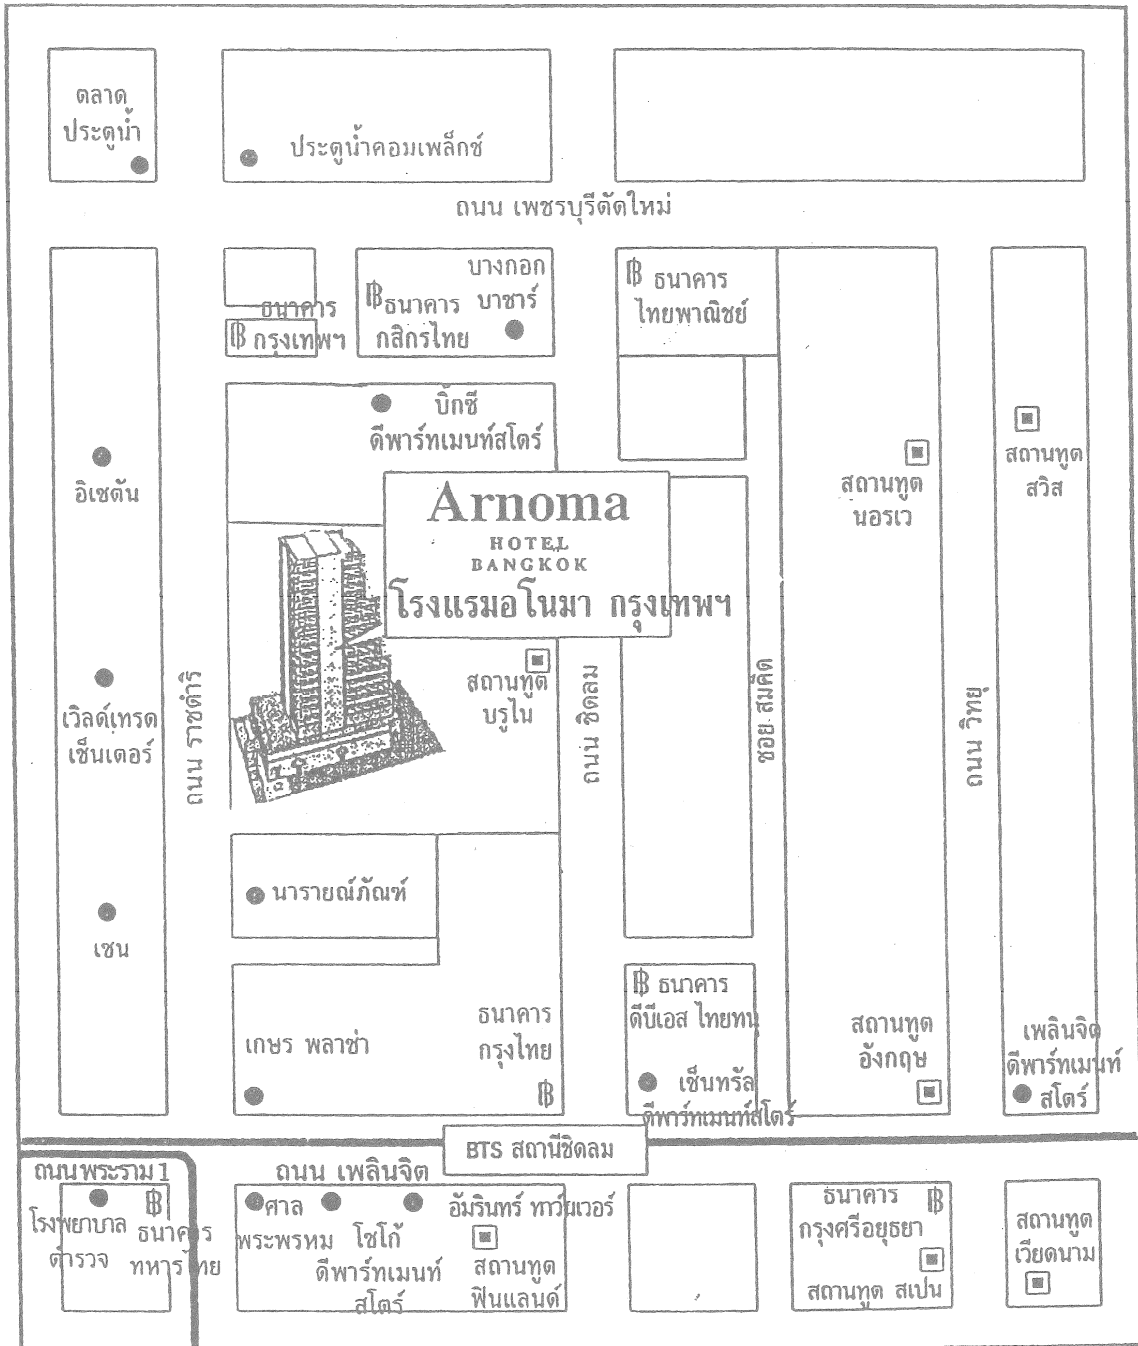 ตลาด
ประตูน้ำ
ประตูน้ำคอมเพล็กซ์
ถนน เพชรบุรีตัดใหม่
ธนาคาร
กรุงเทพฯ
ธนาคาร
กสิกรไทย
บางกอก
บาซาร์
ธนาคาร
ไทยพาณิชย์
บิ๊กซี
ดีพาร์ทเมนท์สโตร์
อิเซตัน
Arnoma
HOTEL
BANGKOK
โรงแรมอโนมา กรุงเทพฯ
สถานทูต
นอรเว
สถานทูต
สวิส
สถานทูต
บรูไน
เวิลด์เทรด
เซ็นเตอร์
ถนน ราชดำริ
ถนน ชิดลม
ซอย สมคิด
ถนน วิทยุ
นารายณ์ภัณฑ์
เซน
เกษร พลาซ่า
ธนาคาร
กรุงไทย
ธนาคาร
ดีบีเอส ไทยทนุ
เซ็นทรัล
ดีพาร์ทเมนท์สโตร์
สถานทูต
อังกฤษ
เพลินจิต
ดีพาร์ทเมนท์
สโตร์
BTS สถานีชิดลม
ถนนพระราม 1
ถนน เพลินจิต
โรงพยาบาล
ตำรวจ
ธนาคาร
ทหารไทย
ศาล
พระพรหม
โซโก้
ดีพาร์ทเมนท์
สโตร์
อัมรินทร์ ทาวเวอร์
สถานทูต
ฟินแลนด์
ธนาคาร
กรุงศรีอยุธยา
สถานทูต สเปน
สถานทูต
เวียดนาม